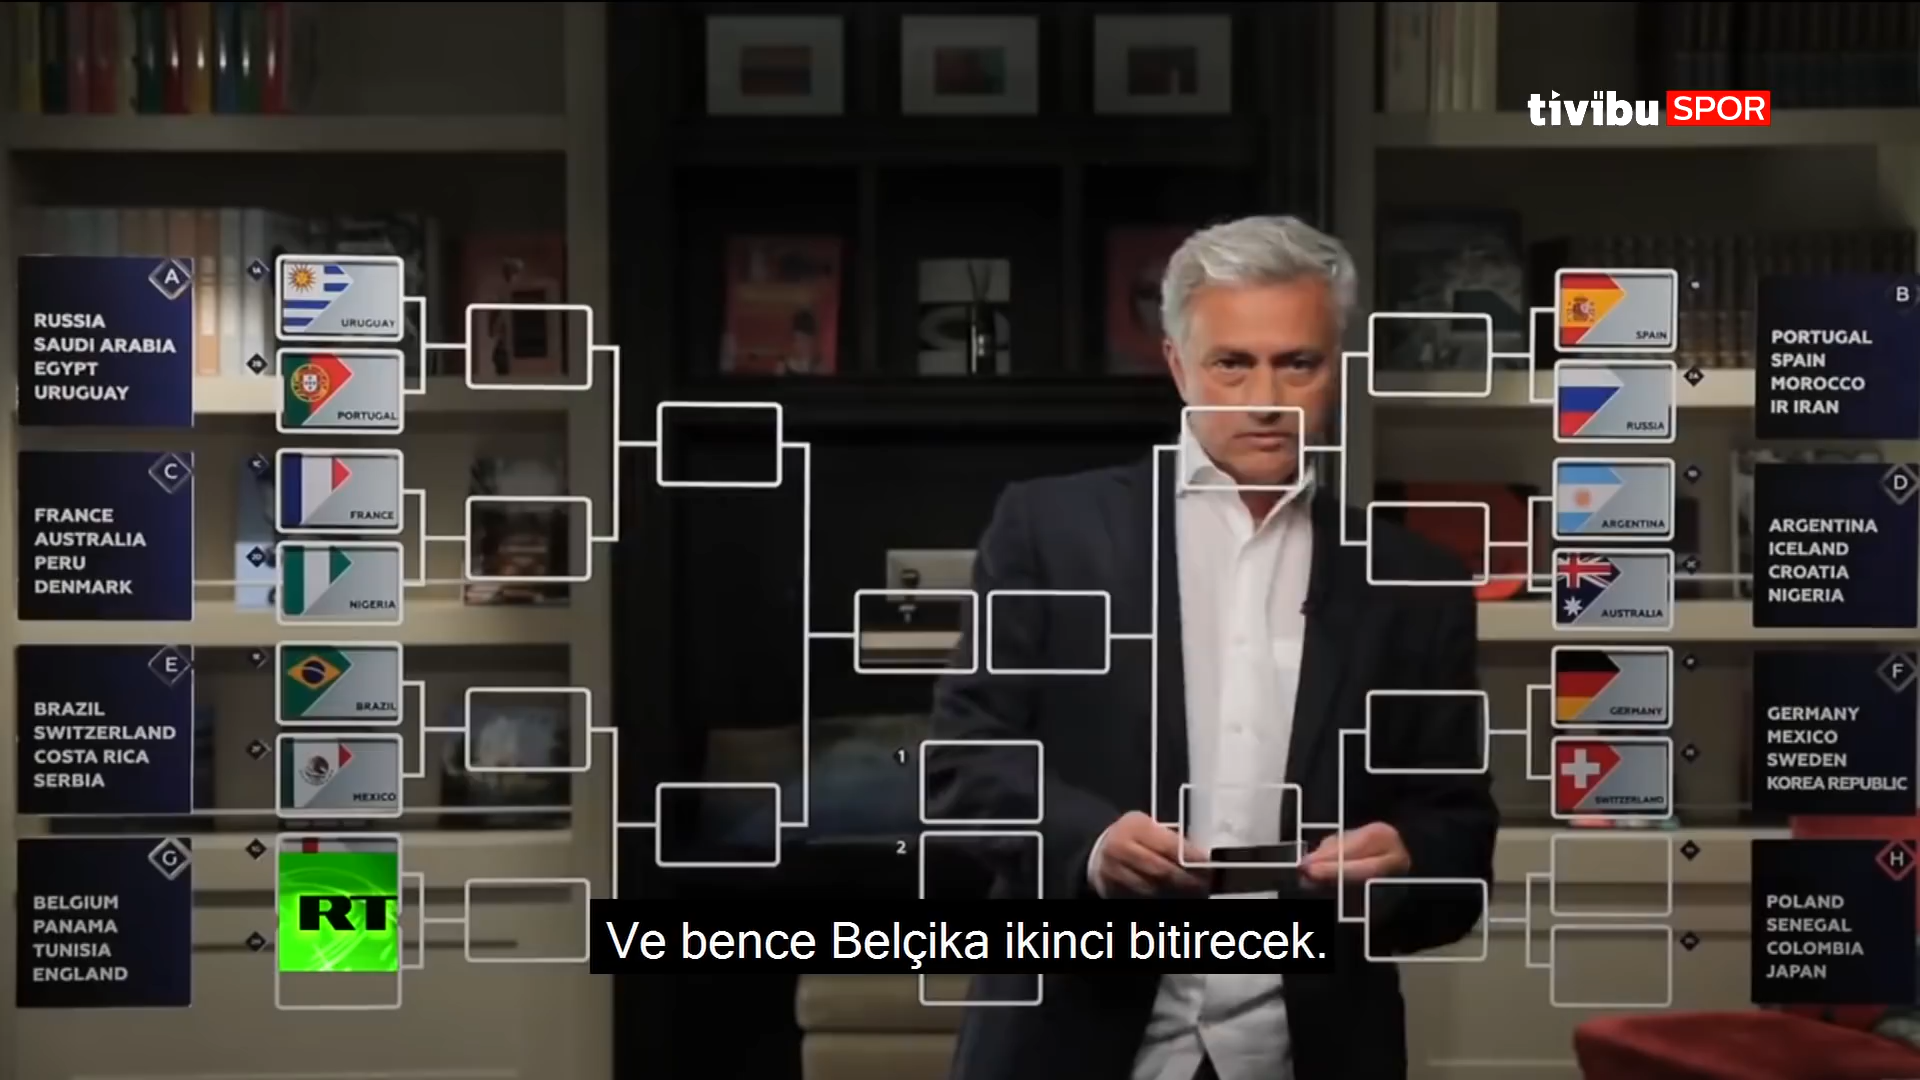 tivibu SPOR
A
RUSSIA
SAUDI ARABIA
EGYPT
URUGUAY
C
FRANCE
AUSTRALIA
PERU
DENMARK
E
BRAZIL
SWITZERLAND
COSTA RICA
SERBIA
G
BELGIUM
PANAMA
TUNISIA
ENGLAND
URUGUAY
PORTUGAL
FRANCE
NIGERIA
BRAZIL
MEXICO
RT
1
2
SPAIN
RUSSIA
ARGENTINA
AUSTRALIA
GERMANY
SWITZERLAND
B
PORTUGAL
SPAIN
MOROCCO
IR IRAN
D
ARGENTINA
ICELAND
CROATIA
NIGERIA
F
GERMANY
MEXICO
SWEDEN
KOREA REPUBLIC
H
POLAND
SENEGAL
COLOMBIA
JAPAN
Ve bence Belçika ikinci bitirecek.